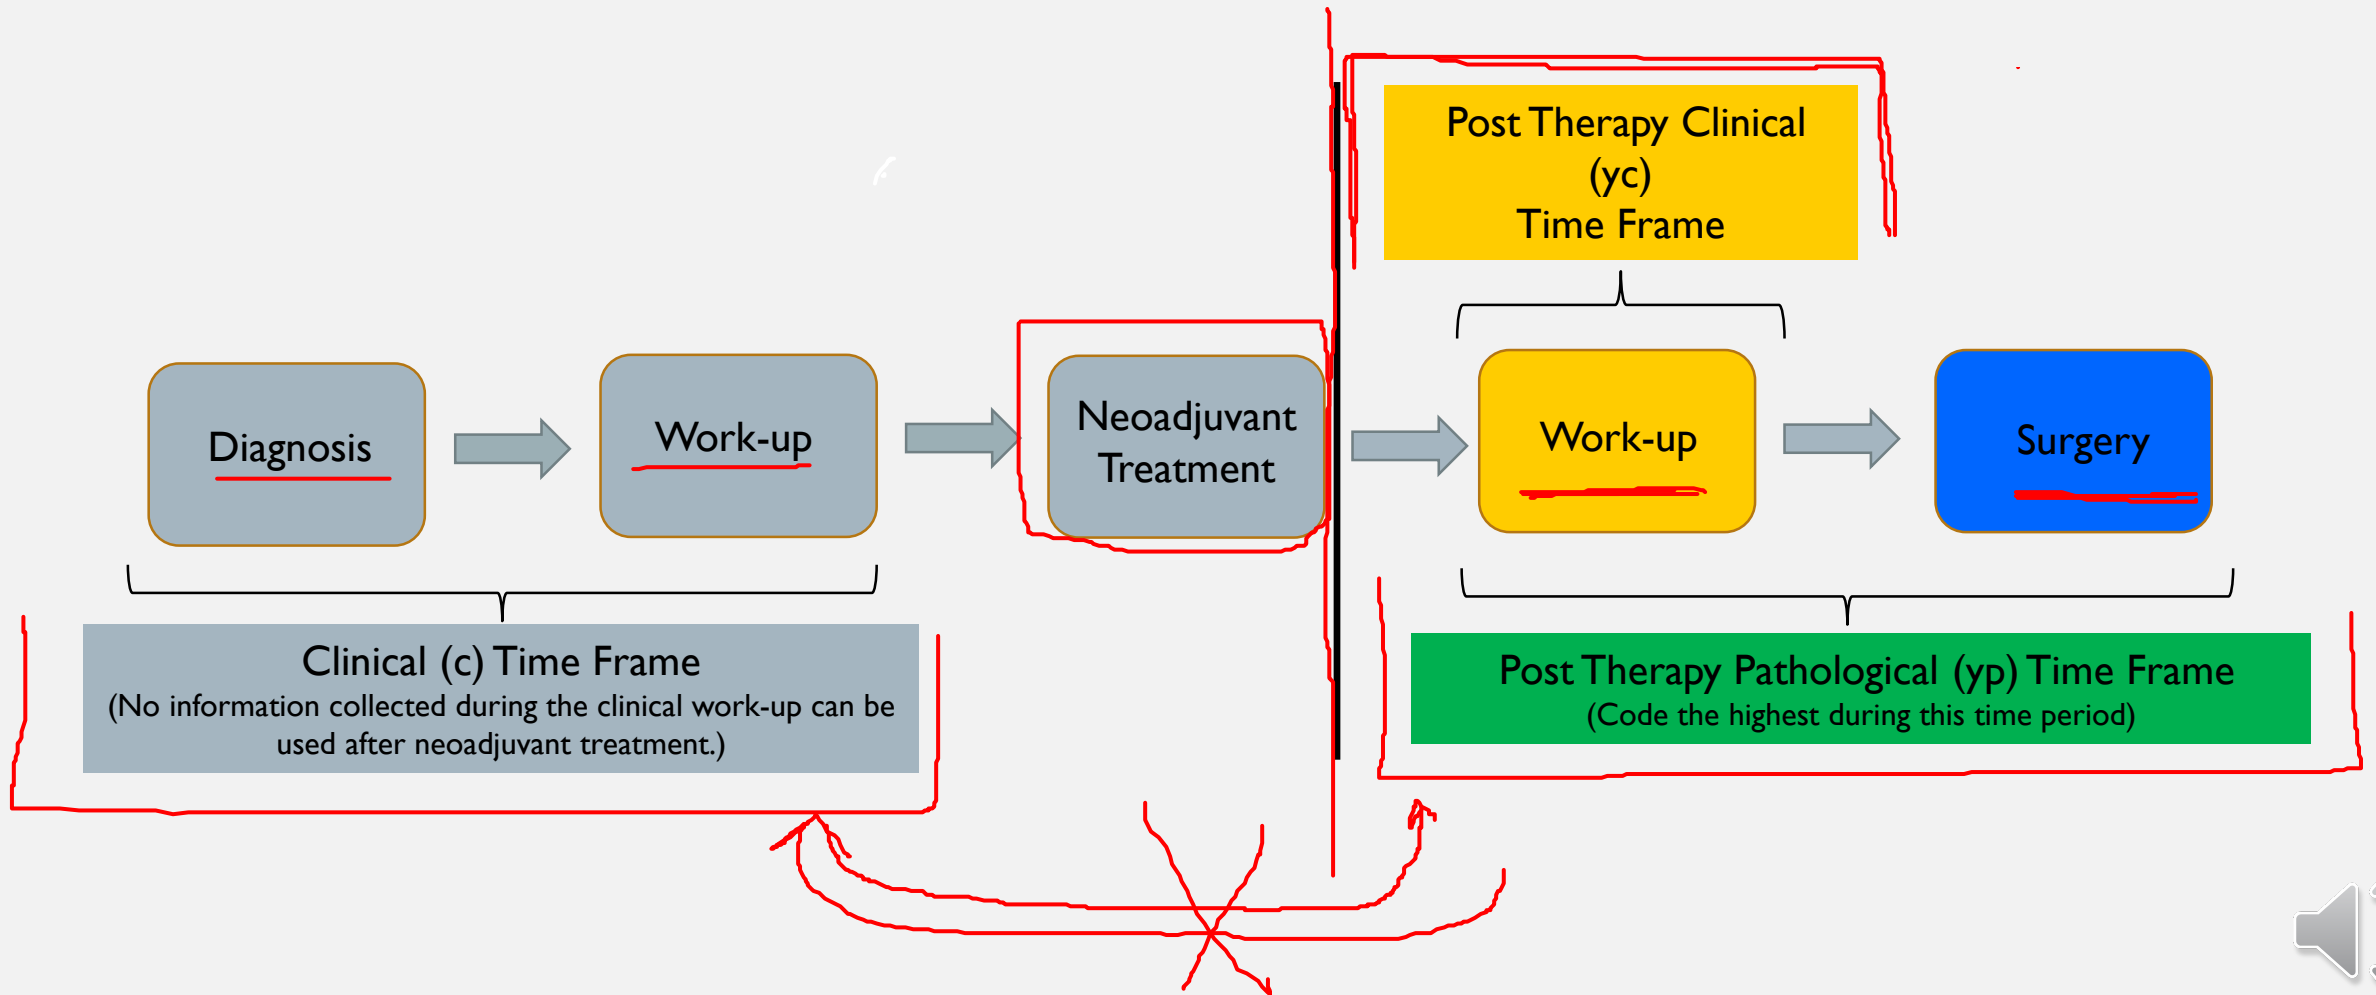 Post Therapy Clinical
(yc)
Time Frame
Diagnosis
Work-up
Neoadjuvant
Treatment
Work-up
Surgery
Clinical (c) Time Frame
(No information collected during the clinical work-up can be
used after neoadjuvant treatment.)
Post Therapy Pathological (yp) Time Frame
(Code the highest during this time period)